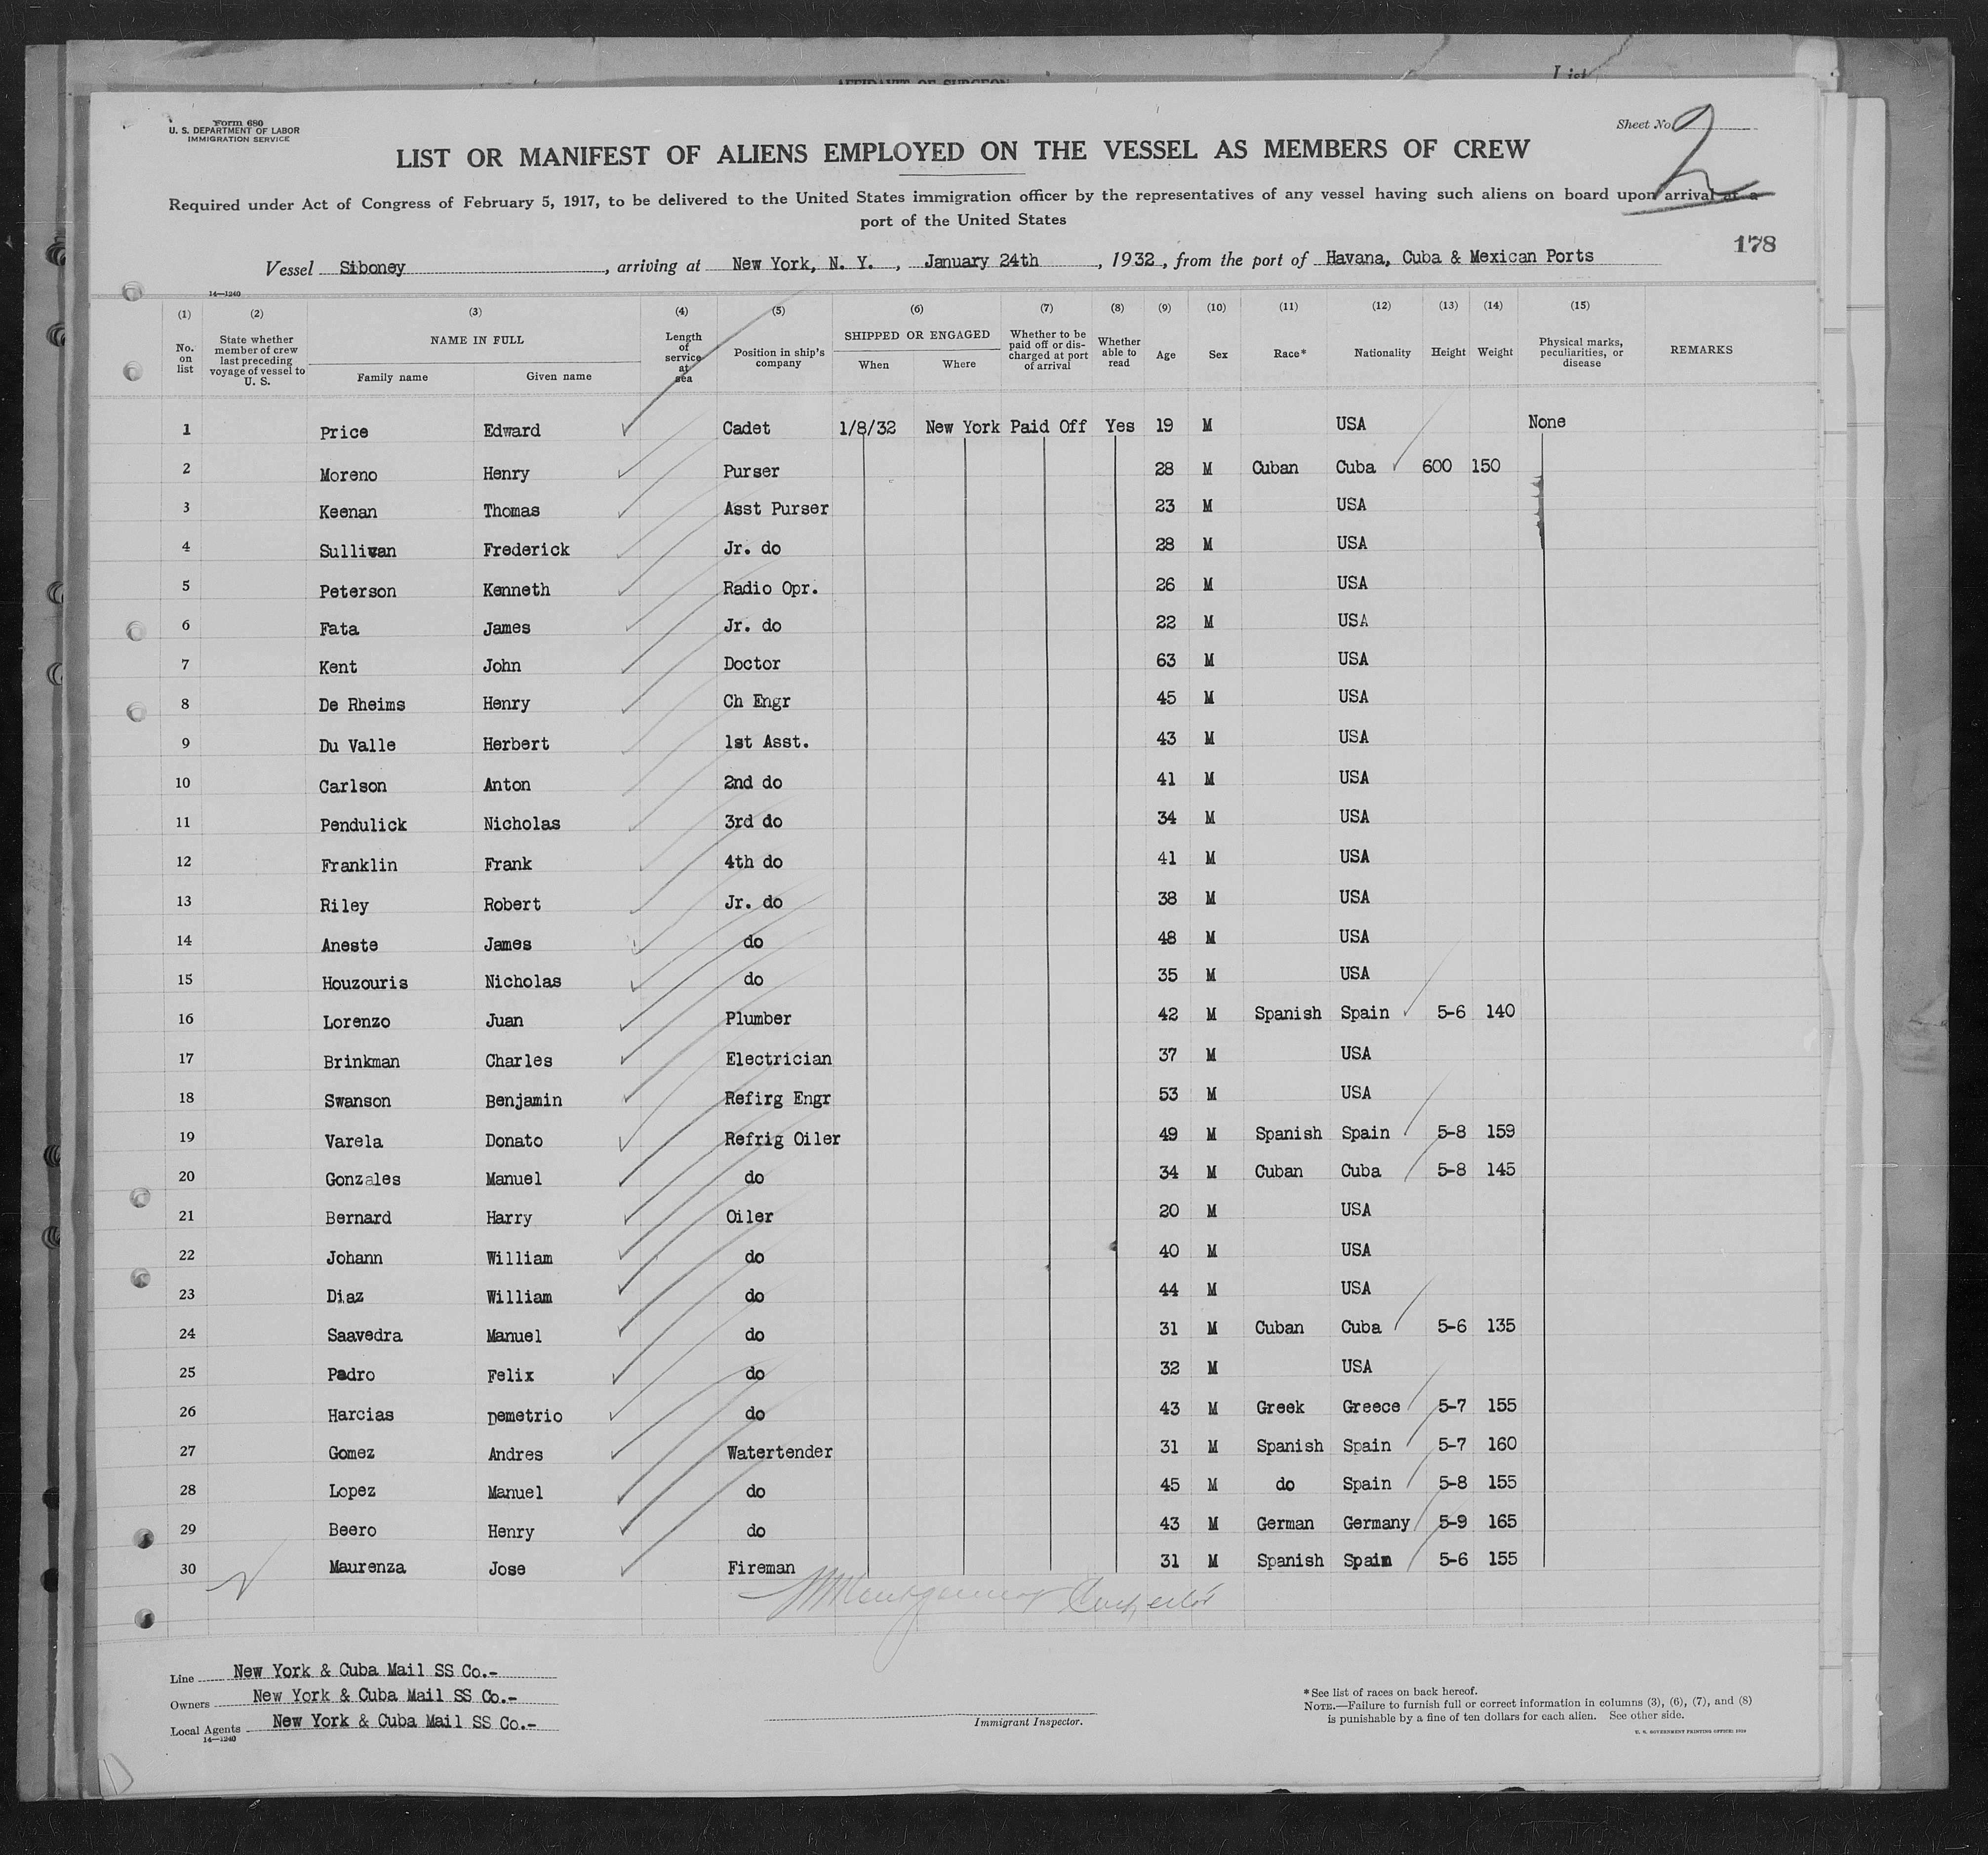 AFFIDAVIT OF SURGEON
List
Form 680
U. S. DEPARTMENT OF LABOR
IMMIGRATION SERVICE
Sheet No. 2
LIST OR MANIFEST OF ALIENS EMPLOYED ON THE VESSEL AS MEMBERS OF CREW
Required under Act of Congress of February 5, 1917, to be delivered to the United States immigration officer by the representatives of any vessel having such aliens on board upon arrival at a
port of the United States
178
Vessel Siboney, arriving at New York, N. Y., January 24th, 1932, from the port of Havana, Cuba & Mexican Ports
14—1240
(1) (2) (3) (4) (5) (6) (7) (8) (9) (10) (11) (12) (13) (14) (15)
No. on list
State whether member of crew last preceding voyage of vessel to U. S.
NAME IN FULL
Family name Given name
Length of service at sea
Position in ship's company
SHIPPED OR ENGAGED
When Where
Whether to be paid off or discharged at port of arrival
Whether able to read
Age Sex Race* Nationality Height Weight
Physical marks, peculiarities, or disease
REMARKS
1 Price Edward Cadet 1/8/32 New York Paid Off Yes 19 M USA None
2 Moreno Henry Purser 28 M Cuban Cuba 600 150
3 Keenan Thomas Asst Purser 23 M USA
4 Sullivan Frederick Jr. do 28 M USA
5 Peterson Kenneth Radio Opr. 26 M USA
6 Fata James Jr. do 22 M USA
7 Kent John Doctor 63 M USA
8 De Rheims Henry Ch Engr 45 M USA
9 Du Valle Herbert 1st Asst. 43 M USA
10 Carlson Anton 2nd do 41 M USA
11 Pendulick Nicholas 3rd do 34 M USA
12 Franklin Frank 4th do 41 M USA
13 Riley Robert Jr. do 38 M USA
14 Aneste James do 48 M USA
15 Houzouris Nicholas do 35 M USA
16 Lorenzo Juan Plumber 42 M Spanish Spain 5-6 140
17 Brinkman Charles Electrician 37 M USA
18 Swanson Benjamin Refirg Engr 53 M USA
19 Varela Donato Refrig Oiler 49 M Spanish Spain 5-8 159
20 Gonzales Manuel do 34 M Cuban Cuba 5-8 145
21 Bernard Harry Oiler 20 M USA
22 Johann William do 40 M USA
23 Diaz William do 44 M USA
24 Saavedra Manuel do 31 M Cuban Cuba 5-6 135
25 Padro Felix do 32 M USA
26 Harcias Demetrio do 43 M Greek Greece 5-7 155
27 Gomez Andres Watertender 31 M Spanish Spain 5-7 160
28 Lopez Manuel do 45 M do Spain 5-8 155
29 Beero Henry do 43 M German Germany 5-9 165
30 Maurenza Jose Fireman 31 M Spanish Spain 5-6 155
Line New York & Cuba Mail SS Co.-
Owners New York & Cuba Mail SS Co.-
Local Agents New York & Cuba Mail SS Co.-
14—1240
Immigrant Inspector.
*See list of races on back hereof.
NOTE.—Failure to furnish full or correct information in columns (3), (6), (7), and (8)
is punishable by a fine of ten dollars for each alien. See other side.